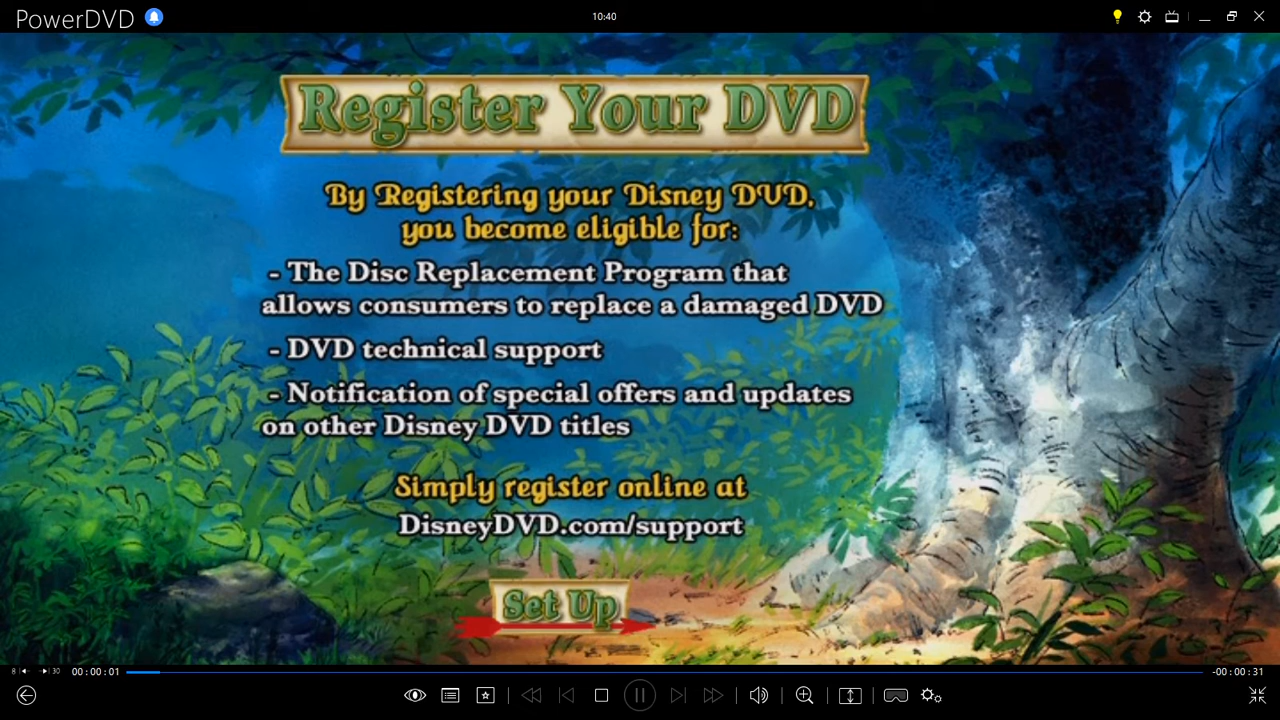 PowerDVD
10:40
Register Your DVD
By Registering your Disney DVD,
you become eligible for:
- The Disc Replacement Program that
allows consumers to replace a damaged DVD
- DVD technical support
- Notification of special offers and updates
on other Disney DVD titles
Simply register online at
DisneyDVD.com/support
Set Up
8 30 00:00:01 -00:00:31